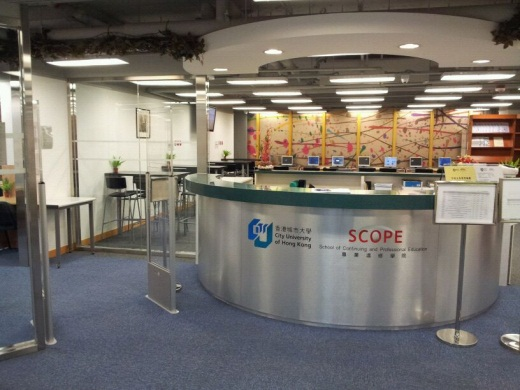 香港城市大學
City University
of Hong Kong
SCOPE
School of Continuing and Professional Education
專業進修學院